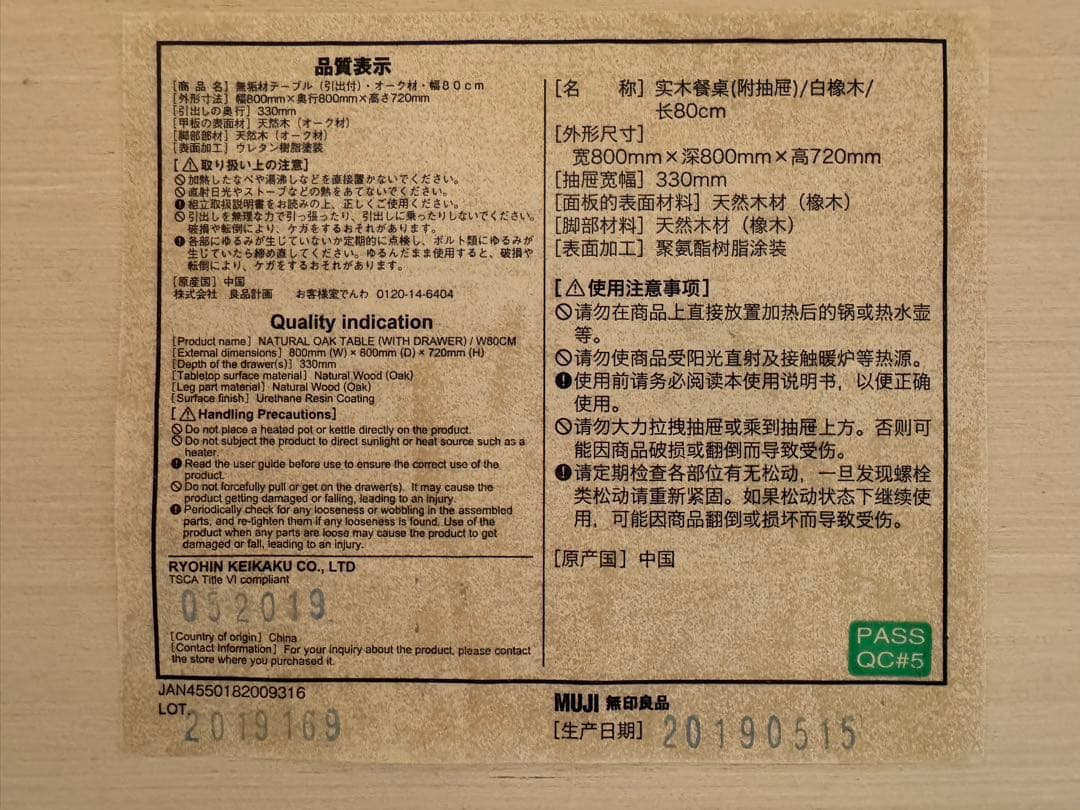 品質表示
[商 品 名] 無垢材テーブル（引出付）・オーク材・幅８０ｃｍ
[外形寸法] 幅800mm×奥行800mm×高さ720mm
[引出しの奥行] 330mm
[甲板の表面材] 天然木（オーク材）
[脚部部材] 天然木（オーク材）
[表面加工] ウレタン樹脂塗装
[⚠取り扱い上の注意]
🚫加熱したなべや湯沸しなどを直接置かないでください。
🚫直射日光やストーブなどの熱をあてないでください。
❗組立取扱説明書をお読みの上、正しくご使用ください。
🚫引出しを無理な力で引っ張ったり、引出しに乗ったりしないでください。
破損や転倒により、ケガをするおそれがあります。
❗各部にゆるみが生じていないか定期的に点検し、ボルト類にゆるみが
生じていたら締め直してください。ゆるんだまま使用すると、破損や
転倒により、ケガをするおそれがあります。
[原産国] 中国
株式会社 良品計画 お客様室でんわ 0120-14-6404
Quality indication
[Product name] NATURAL OAK TABLE (WITH DRAWER) / W80CM
[External dimensions] 800mm (W) × 800mm (D) × 720mm (H)
[Depth of the drawer(s)] 330mm
[Tabletop surface material] Natural Wood (Oak)
[Leg part material] Natural Wood (Oak)
[Surface finish] Urethane Resin Coating
[⚠Handling Precautions]
🚫Do not place a heated pot or kettle directly on the product.
🚫Do not subject the product to direct sunlight or heat source such as a
heater.
❗Read the user guide before use to ensure the correct use of the
product.
🚫Do not forcefully pull or get on the drawer(s). It may cause the
product getting damaged or falling, leading to an injury.
❗Periodically check for any looseness or wobbling in the assembled
parts, and re-tighten them if any looseness is found. Use of the
product when any parts are loose may cause the product to get
damaged or fall, leading to an injury.
RYOHIN KEIKAKU CO., LTD
TSCA Title VI compliant
052019
[Country of origin] China
[Contact Information] For your inquiry about the product, please contact
the store where you purchased it.
[名 称] 实木餐桌(附抽屉)/白橡木/
长80cm
[外形尺寸]
宽800mm×深800mm×高720mm
[抽屉宽幅] 330mm
[面板的表面材料] 天然木材（橡木）
[脚部材料] 天然木材（橡木）
[表面加工] 聚氨酯树脂涂装
[⚠使用注意事项]
🚫请勿在商品上直接放置加热后的锅或热水壶
等。
🚫请勿使商品受阳光直射及接触暖炉等热源。
❗使用前请务必阅读本使用说明书，以便正确
使用。
🚫请勿大力拉拽抽屉或乘到抽屉上方。否则可
能因商品破损或翻倒而导致受伤。
❗请定期检查各部位有无松动，一旦发现螺栓
类松动请重新紧固。如果松动状态下继续使
用，可能因商品翻倒或损坏而导致受伤。
[原产国] 中国
PASS
QC#5
JAN4550182009316
LOT. 2019169
MUJI 無印良品
[生产日期] 20190515